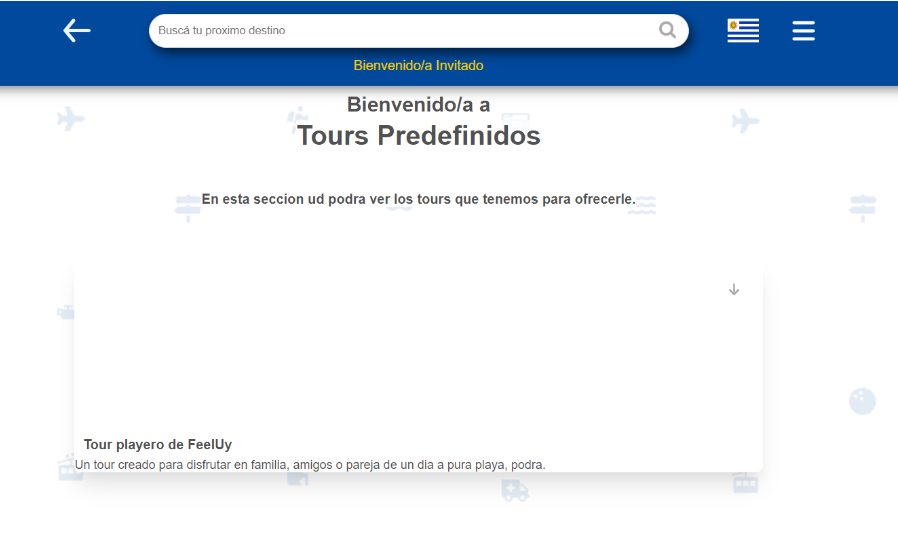 Buscá tu proximo destino
Bienvenido/a Invitado
Bienvenido/a a
Tours Predefinidos
En esta seccion ud podra ver los tours que tenemos para ofrecerle.
Tour playero de FeelUy
Un tour creado para disfrutar en familia, amigos o pareja de un dia a pura playa, podra.